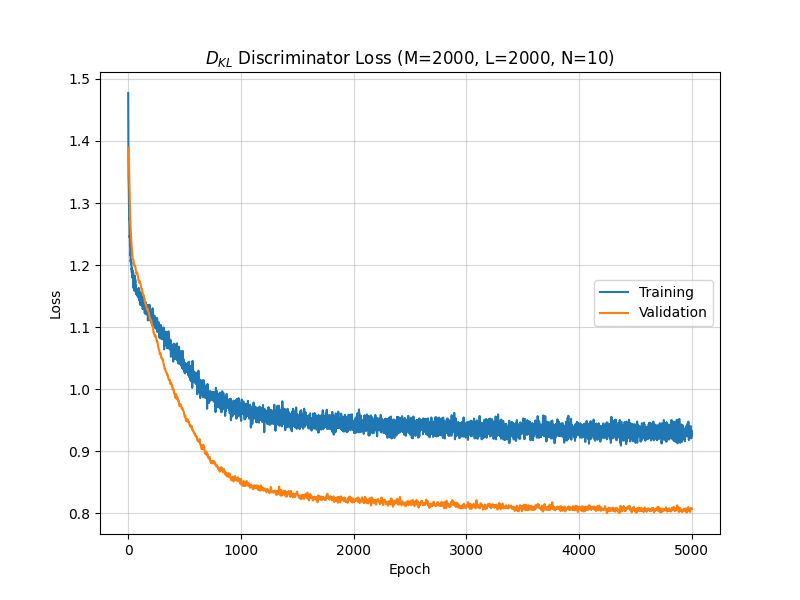 D_KL Discriminator Loss (M=2000, L=2000, N=10)
Loss
1.5
1.4
1.3
1.2
1.1
1.0
0.9
0.8
Training
Validation
0 1000 2000 3000 4000 5000
Epoch